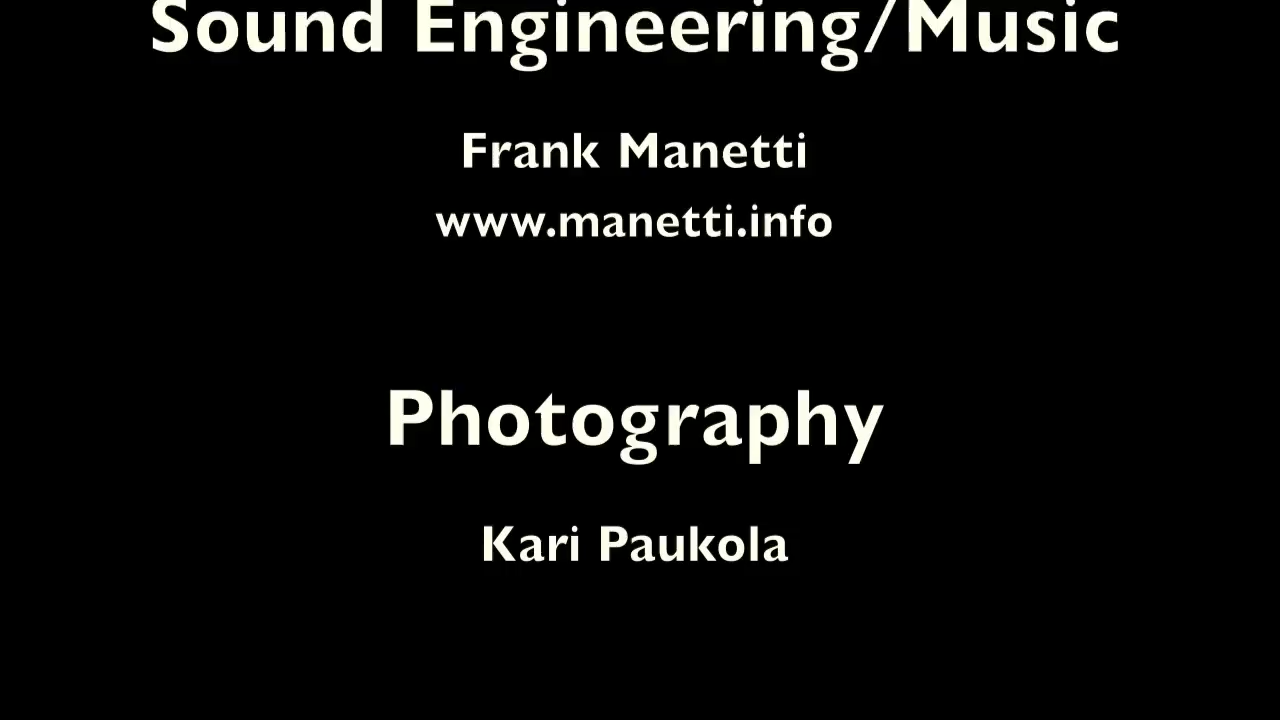 Sound Engineering/Music
Frank Manetti
www.manetti.info
Photography
Kari Paukola